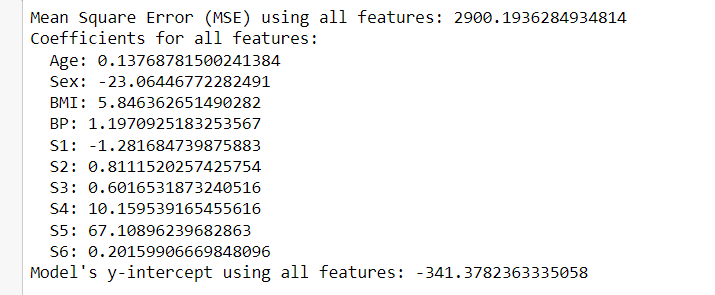 Mean Square Error (MSE) using all features: 2900.1936284934814
Coefficients for all features:
Age: 0.13768781500241384
Sex: -23.06446772282491
BMI: 5.846362651490282
BP: 1.1970925183253567
S1: -1.281684739875883
S2: 0.8111520257425754
S3: 0.6016531873240516
S4: 10.159539165455616
S5: 67.10896239682863
S6: 0.20159906669848096
Model's y-intercept using all features: -341.3782363335058